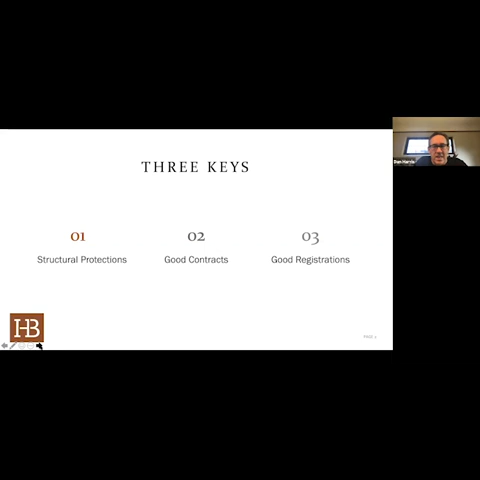 THREE KEYS
01
02
03
Structural Protections
Good Contracts
Good Registrations
HB
Dan Harris